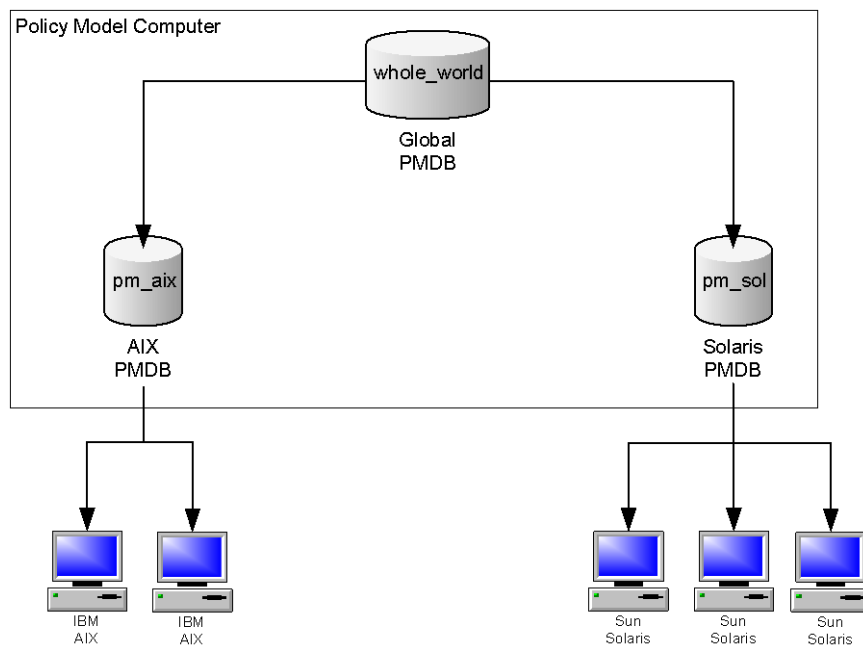 Policy Model Computer
whole_world
Global
PMDB
pm_aix
pm_sol
AIX
PMDB
Solaris
PMDB
IBM
AIX
IBM
AIX
Sun
Solaris
Sun
Solaris
Sun
Solaris